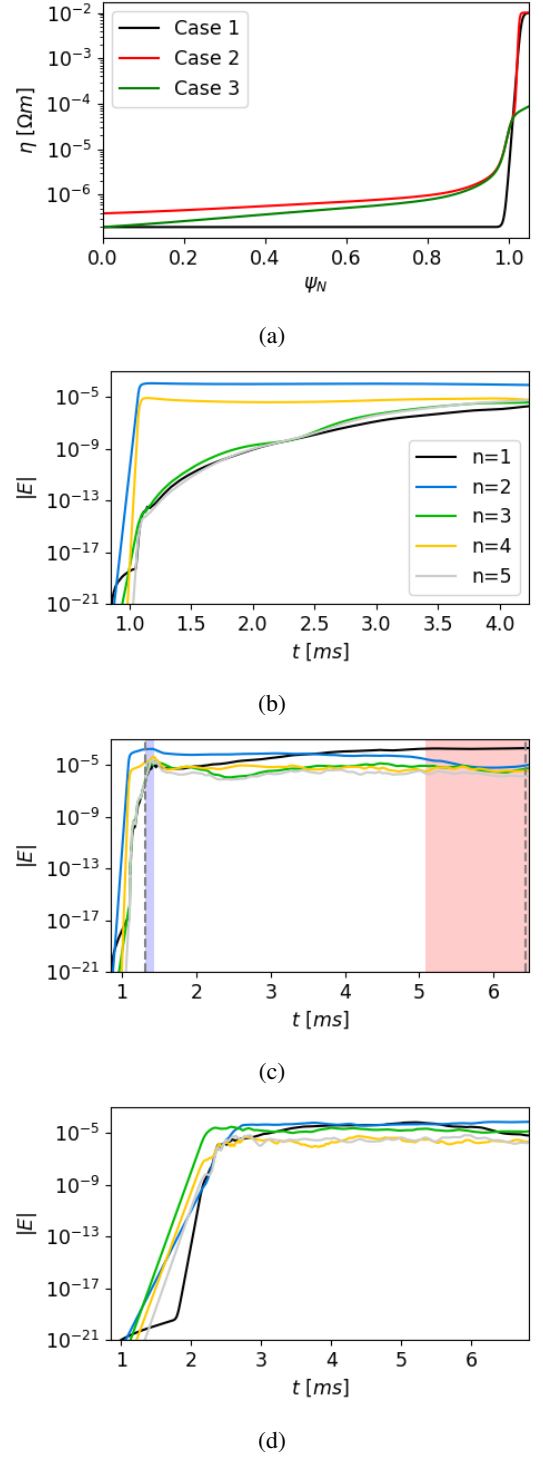 10⁻²
10⁻³
10⁻⁴
10⁻⁵
10⁻⁶
η [Ωm]
Case 1
Case 2
Case 3
0.0 0.2 0.4 0.6 0.8 1.0
ψ_N
(a)
10⁻⁵
10⁻⁹
10⁻¹³
10⁻¹⁷
10⁻²¹
|E|
n=1
n=2
n=3
n=4
n=5
1.0 1.5 2.0 2.5 3.0 3.5 4.0
t [ms]
(b)
10⁻⁵
10⁻⁹
10⁻¹³
10⁻¹⁷
10⁻²¹
|E|
1 2 3 4 5 6
t [ms]
(c)
10⁻⁵
10⁻⁹
10⁻¹³
10⁻¹⁷
10⁻²¹
|E|
1 2 3 4 5 6
t [ms]
(d)